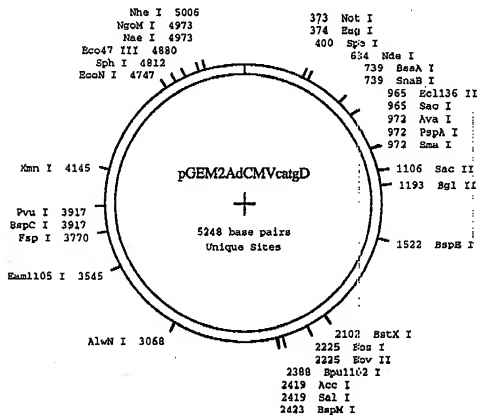 Nhe I 5006
NgoM I 4973
Nae I 4973
Eco47 III 4880
Sph I 4812
EcoN I 4747
Xmn I 4145
Pvu I 3917
BspC I 3917
Fsp I 3770
Eam1105 I 3545
AlwN I 3068
373 Not I
374 Eag I
400 Spe I
634 Nde I
739 BsaA I
739 SnaB I
965 Ecl136 II
965 Sac I
972 Ava I
972 PspA I
972 Sma I
1106 Sac II
1193 Bgl II
1522 BspE I
2102 BstX I
2225 Bos I
2225 Eov II
2388 Bpu1102 I
2419 Acc I
2419 Sal I
2423 BspM I
pGEM2AdCMVcatgD
5248 base pairs
Unique Sites